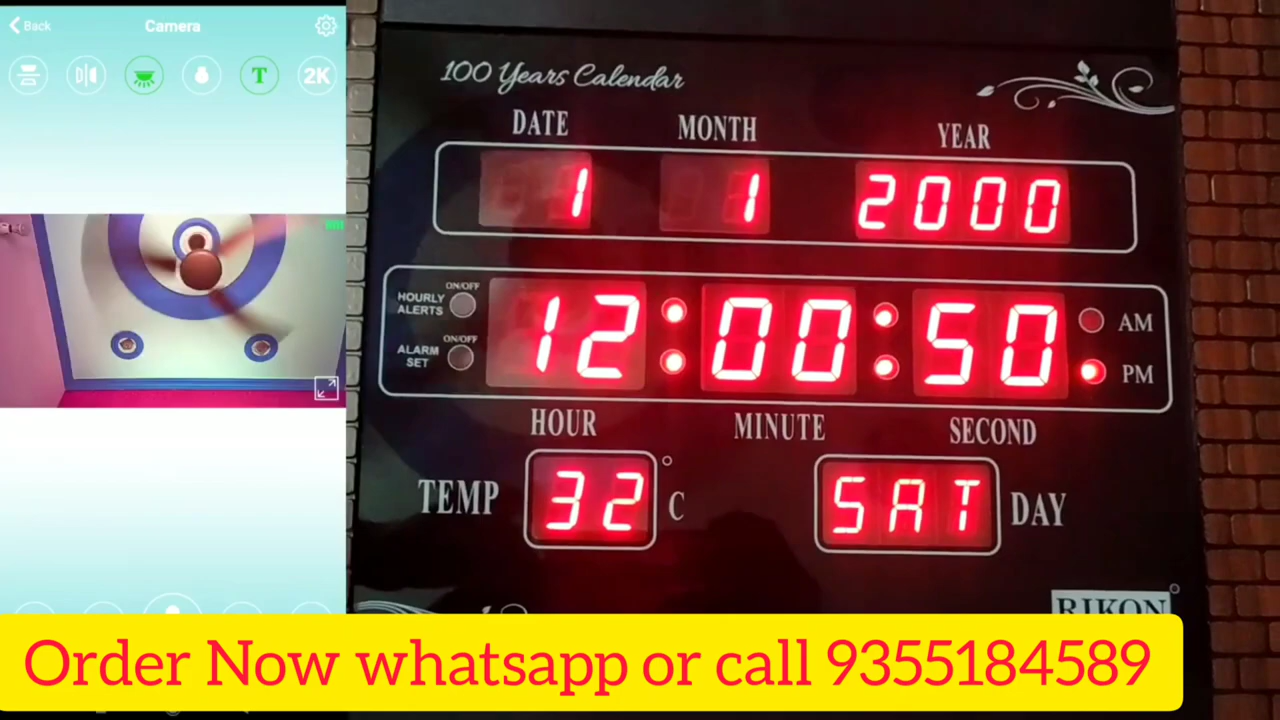 Back
Camera
T
2K
100 Years Calendar
DATE
MONTH
YEAR
1
1
2000
ON/OFF
HOURLY
ALERTS
ON/OFF
ALARM
SET
12:00:50
AM
PM
HOUR
MINUTE
SECOND
TEMP
32 °C
SAT
DAY
RIKON
Order Now whatsapp or call 9355184589